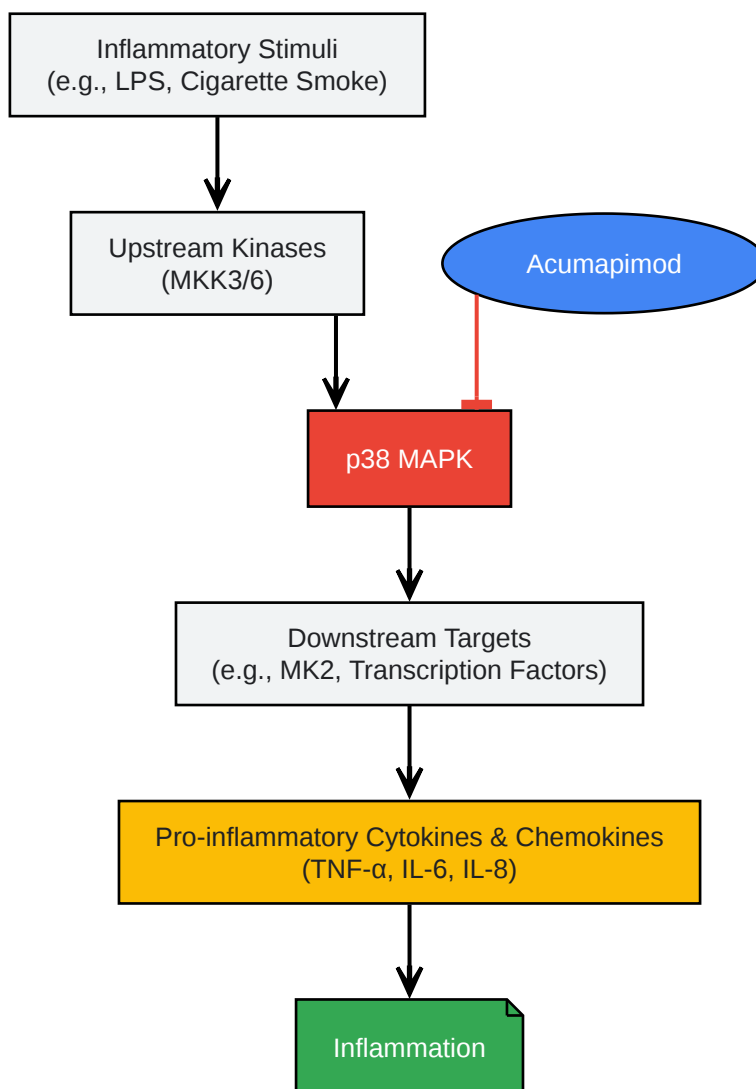 Inflammatory Stimuli
(e.g., LPS, Cigarette Smoke)
Upstream Kinases
(MKK3/6)
Acumapimod
p38 MAPK
Downstream Targets
(e.g., MK2, Transcription Factors)
Pro-inflammatory Cytokines & Chemokines
(TNF-α, IL-6, IL-8)
Inflammation